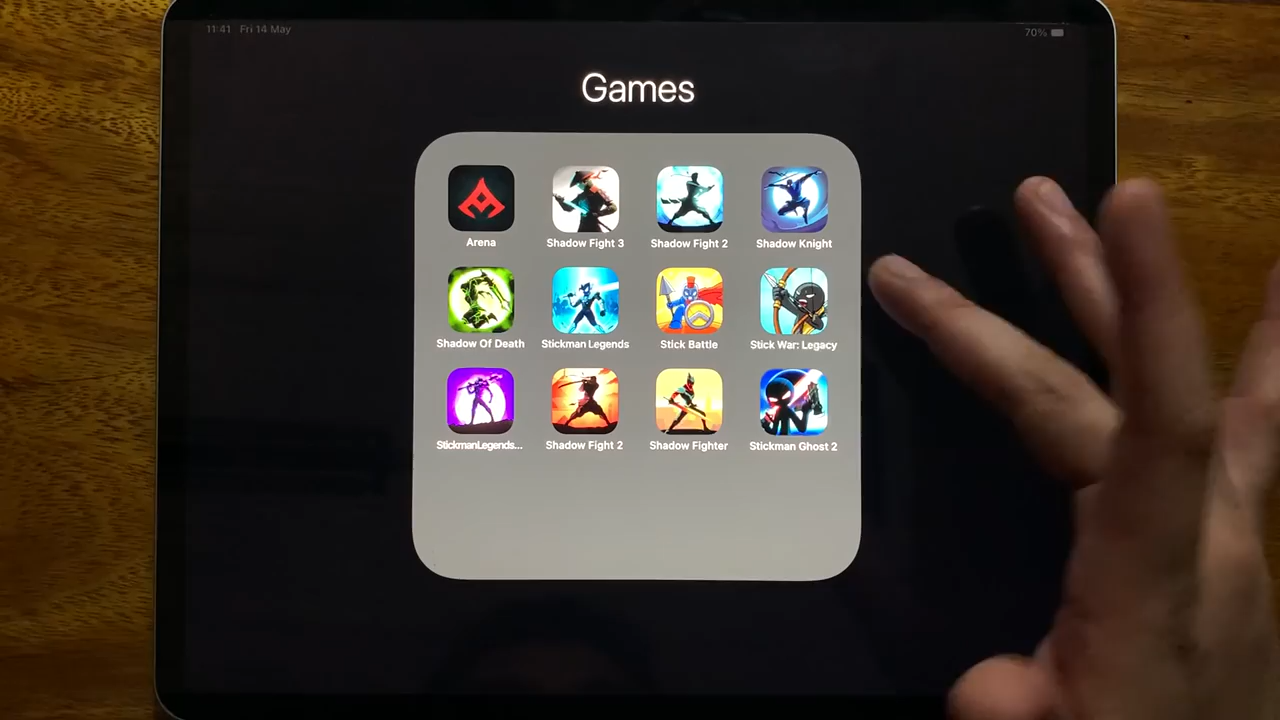 11:41 Fri 14 May
70%
Games
Arena
Shadow Fight 3
Shadow Fight 2
Shadow Knight
Shadow Of Death
Stickman Legends
Stick Battle
Stick War: Legacy
StickmanLegends...
Shadow Fight 2
Shadow Fighter
Stickman Ghost 2